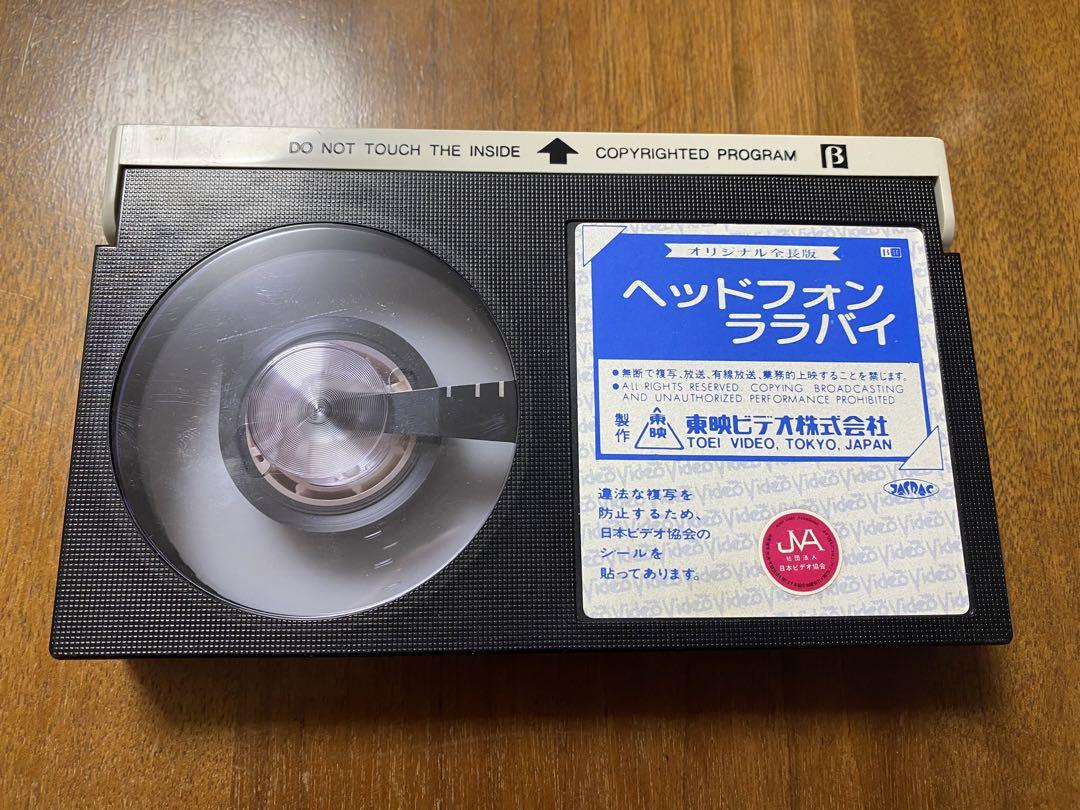 DO NOT TOUCH THE INSIDE COPYRIGHTED PROGRAM β
オリジナル全長版
BII
ヘッドフォン
ララバイ
●無断で複写、放送、有線放送、業務的上映することを禁じます。
●ALL RIGHTS RESERVED. COPYING, BROADCASTING
AND UNAUTHORIZED PERFORMANCE PROHIBITED
製作 東映 東映ビデオ株式会社
TOEI VIDEO, TOKYO, JAPAN
JASRAC
違法な複写を
防止するため、
日本ビデオ協会の
シールを
貼ってあります。
JVA
社団法人
日本ビデオ協会